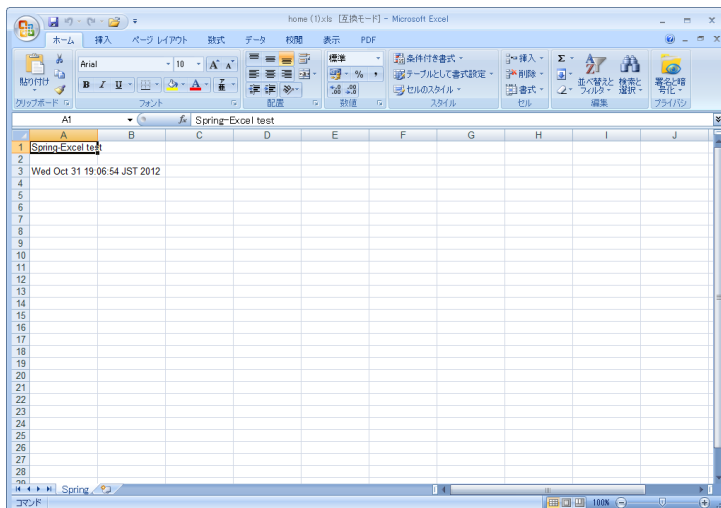 home (1).xls [互換モード] - Microsoft Excel
ホーム 挿入 ページ レイアウト 数式 データ 校閲 表示 PDF
貼り付け
Arial 10 A A
B I U A 亜
標準
% ,
.0 .00 .00 .0
条件付き書式
テーブルとして書式設定
セルのスタイル
挿入
削除
書式
Σ
並べ替えと フィルタ
検索と 選択
署名と暗号化
クリップボード フォント 配置 数値 スタイル セル 編集 プライバシ
A1 fx Spring-Excel test
A B C D E F G H I J
1 Spring-Excel test
2
3 Wed Oct 31 19:06:54 JST 2012
4
5
6
7
8
9
10
11
12
13
14
15
16
17
18
19
20
21
22
23
24
25
26
27
28
29
Spring
コマンド 100%